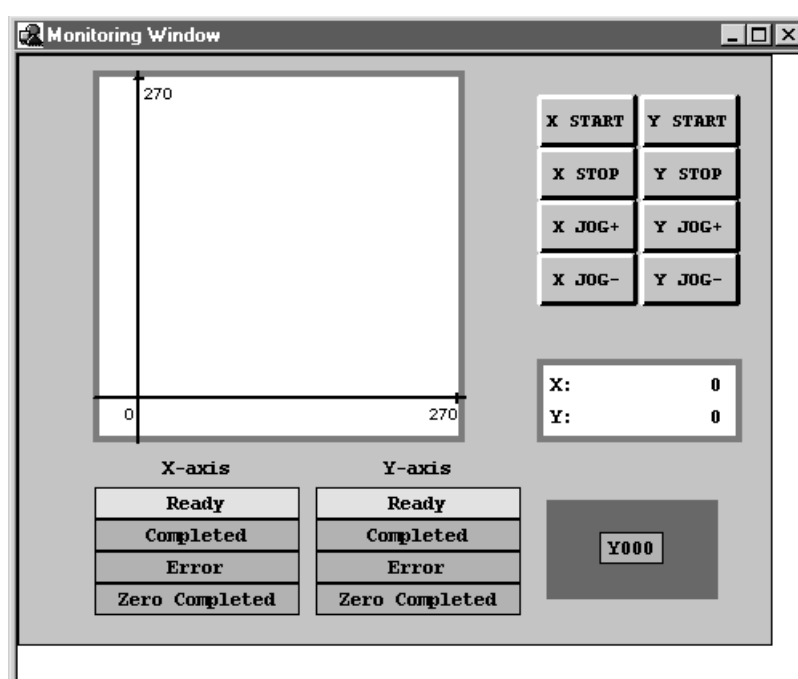 Monitoring Window
270
0
270
X START
Y START
X STOP
Y STOP
X JOG+
Y JOG+
X JOG-
Y JOG-
X: 0
Y: 0
X-axis
Ready
Completed
Error
Zero Completed
Y-axis
Ready
Completed
Error
Zero Completed
Y000